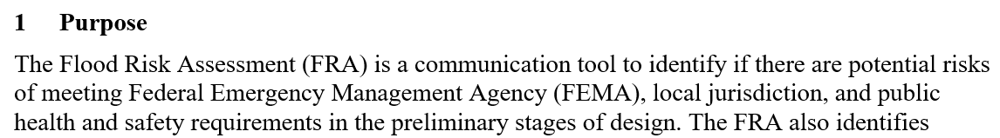 1 Purpose
The Flood Risk Assessment (FRA) is a communication tool to identify if there are potential risks
of meeting Federal Emergency Management Agency (FEMA), local jurisdiction, and public
health and safety requirements in the preliminary stages of design. The FRA also identifies